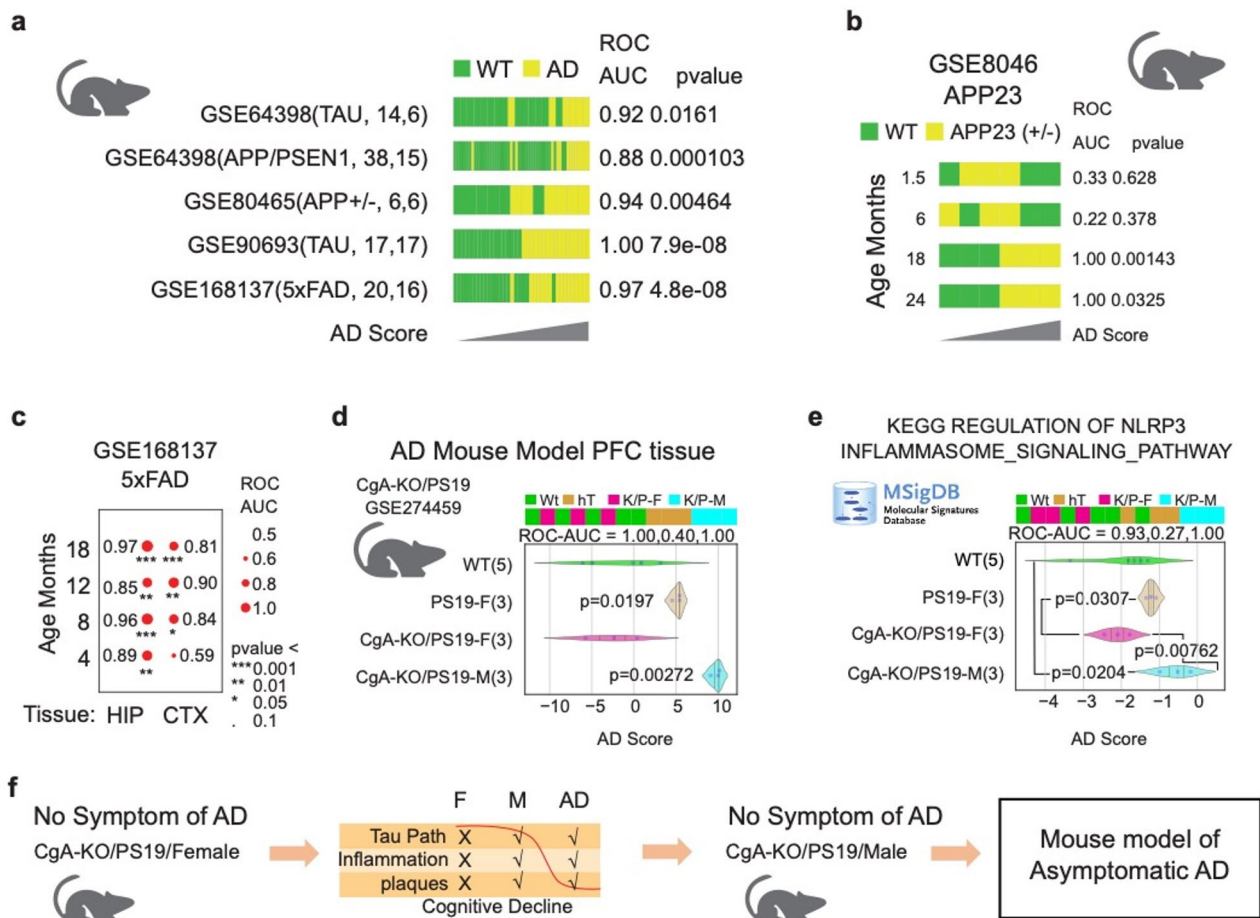 a
WT AD
ROC
AUC pvalue
GSE64398(TAU, 14,6) 0.92 0.0161
GSE64398(APP/PSEN1, 38,15) 0.88 0.000103
GSE80465(APP+/-, 6,6) 0.94 0.00464
GSE90693(TAU, 17,17) 1.00 7.9e-08
GSE168137(5xFAD, 20,16) 0.97 4.8e-08
AD Score
b
GSE8046
APP23
WT APP23 (+/-)
ROC
AUC pvalue
Age Months
1.5 0.33 0.628
6 0.22 0.378
18 1.00 0.00143
24 1.00 0.0325
AD Score
c
GSE168137
5xFAD
ROC
AUC
0.5
0.6
0.8
1.0
Age Months
18 0.97 0.81
*** ***
12 0.85 0.90
** **
8 0.96 0.84
*** *
4 0.89 0.59
**
pvalue <
*** 0.001
** 0.01
* 0.05
. 0.1
Tissue: HIP CTX
d
AD Mouse Model PFC tissue
CgA-KO/PS19
GSE274459
Wt hT K/P-F K/P-M
ROC-AUC = 1.00,0.40,1.00
WT(5)
PS19-F(3) p=0.0197
CgA-KO/PS19-F(3)
CgA-KO/PS19-M(3) p=0.00272
−10 −5 0 5 10
AD Score
e
KEGG REGULATION OF NLRP3
INFLAMMASOME_SIGNALING_PATHWAY
MSigDB
Molecular Signatures
Database
Wt hT K/P-F K/P-M
ROC-AUC = 0.93,0.27,1.00
WT(5)
PS19-F(3) p=0.0307
CgA-KO/PS19-F(3)
p=0.00762
CgA-KO/PS19-M(3) p=0.0204
−4 −3 −2 −1 0
AD Score
f
No Symptom of AD
CgA-KO/PS19/Female
F M AD
Tau Path X √ √
Inflammation X √ √
plaques X √ √
Cognitive Decline
No Symptom of AD
CgA-KO/PS19/Male
Mouse model of
Asymptomatic AD